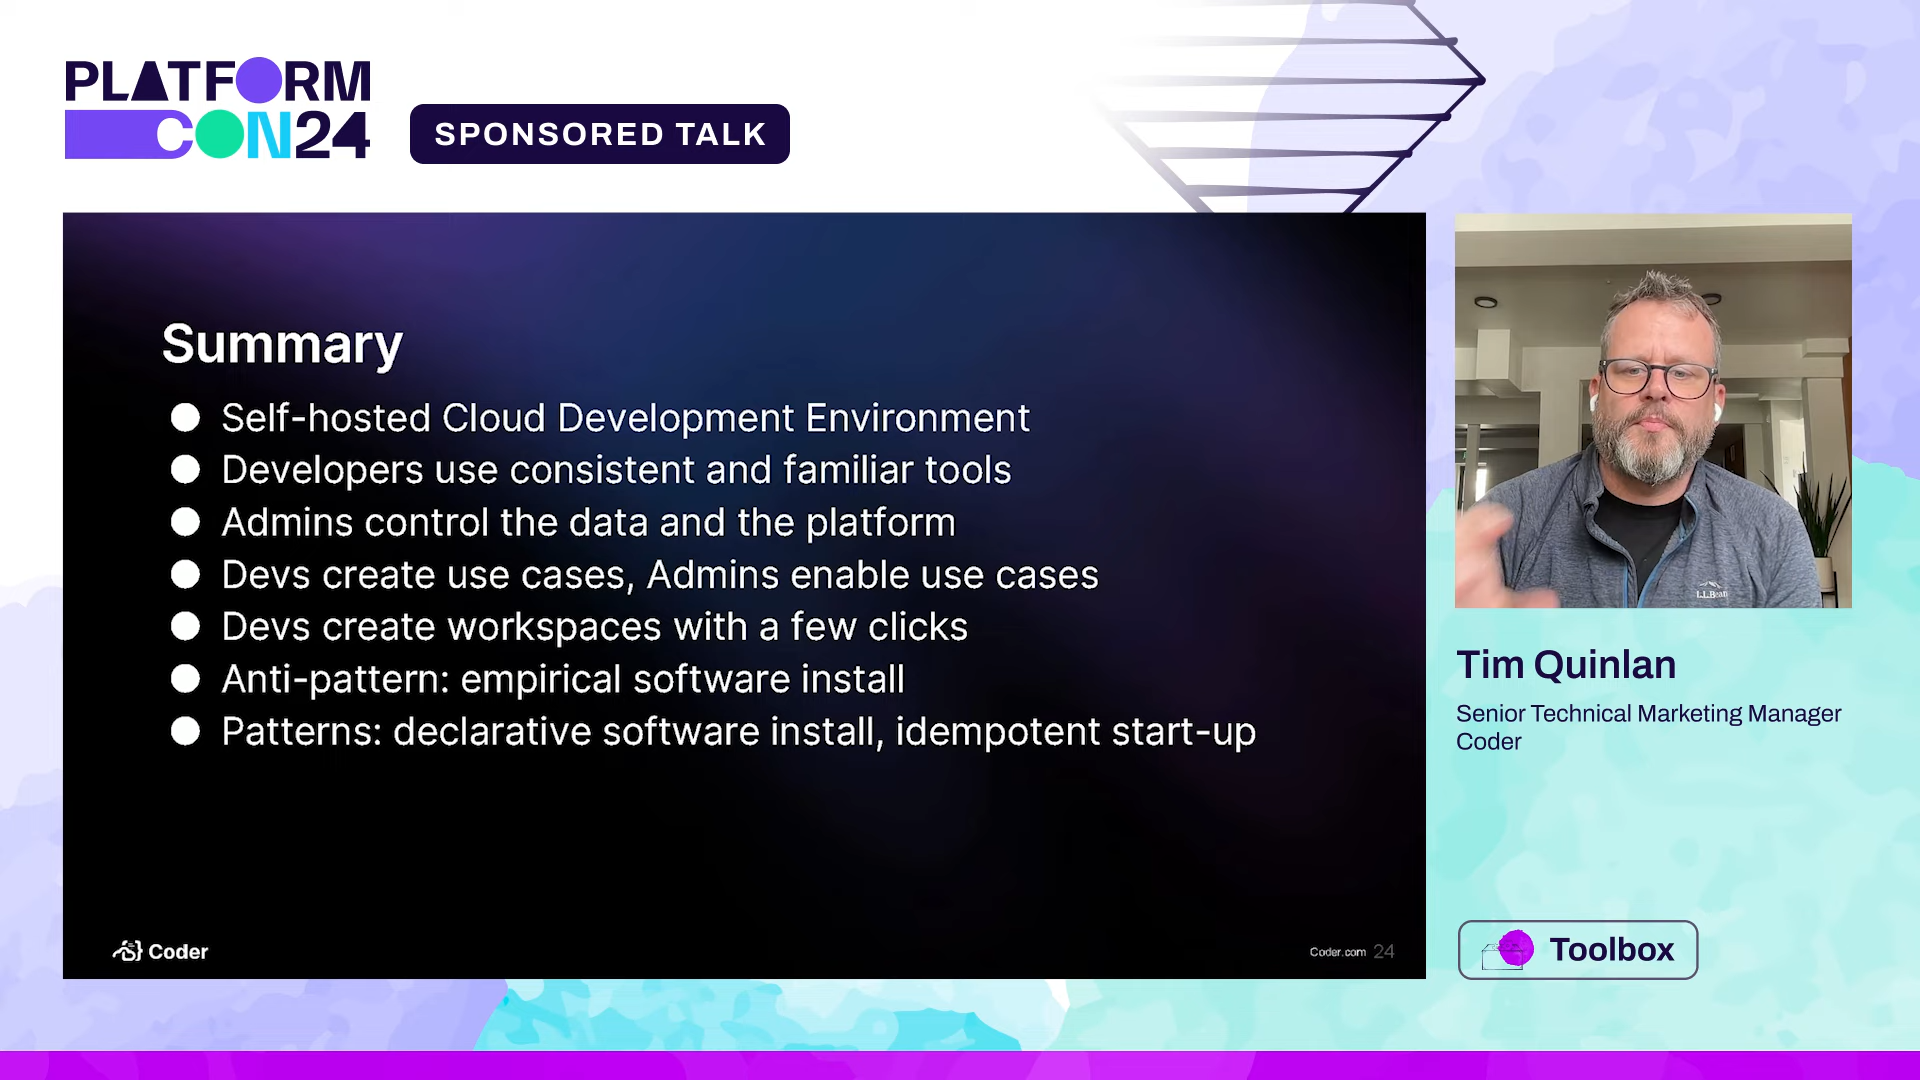 PLATFORM
CON24
SPONSORED TALK
Summary
Self-hosted Cloud Development Environment
Developers use consistent and familiar tools
Admins control the data and the platform
Devs create use cases, Admins enable use cases
Devs create workspaces with a few clicks
Anti-pattern: empirical software install
Patterns: declarative software install, idempotent start-up
Coder
Coder.com 24
L.L.Bean
Tim Quinlan
Senior Technical Marketing Manager
Coder
Toolbox